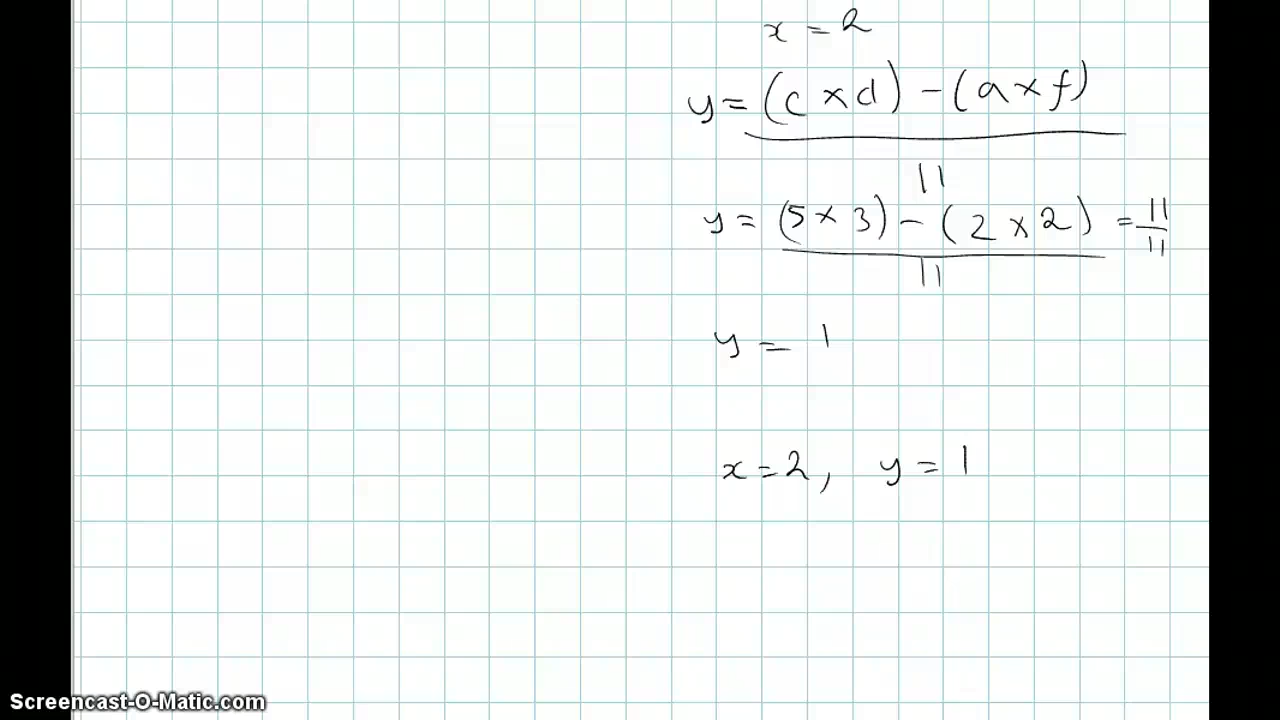 x = 2
y = (c × d) - (a × f)
11
y = (5 × 3) - (2 × 2) = 11
11 11
y = 1
x = 2, y = 1
Screencast-O-Matic.com